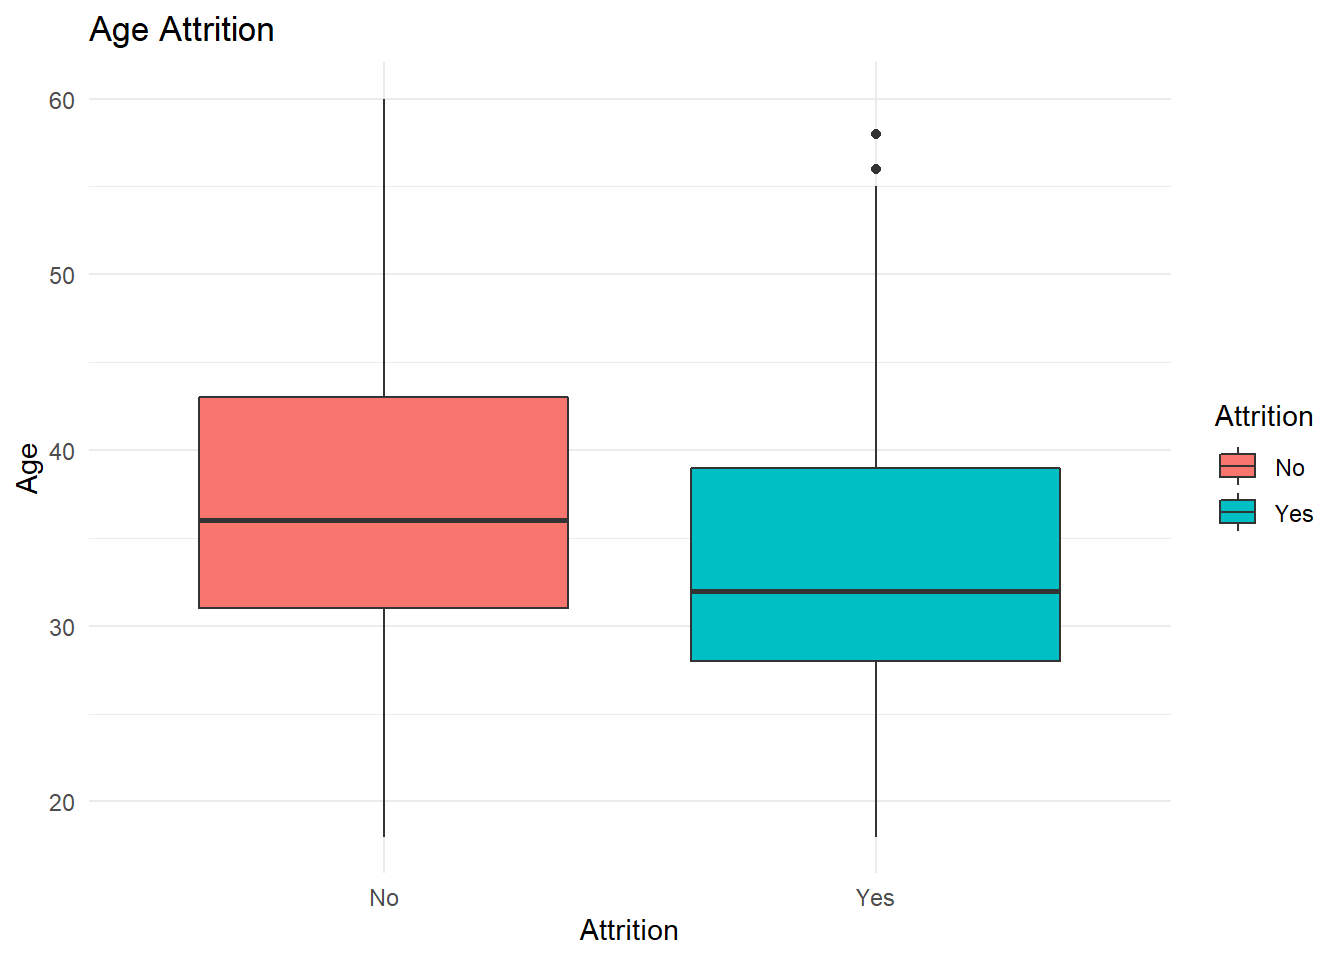 Age Attrition
60
50
40
30
20
Age
No
Yes
Attrition
Attrition
No
Yes